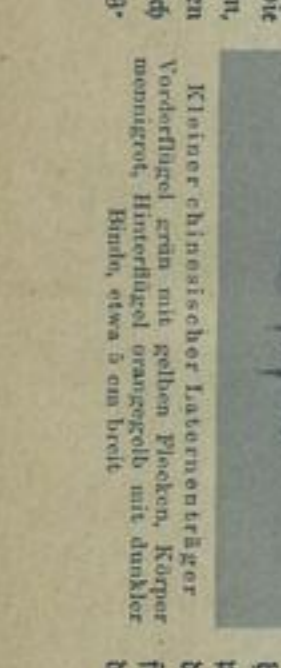 Kleiner chinesischer Laternenträger
Vorderflügel grün mit gelben Flecken, Körper
mennigrot, Hinterflügel orangegelb mit dunkler
Binde, etwa 5 cm breit